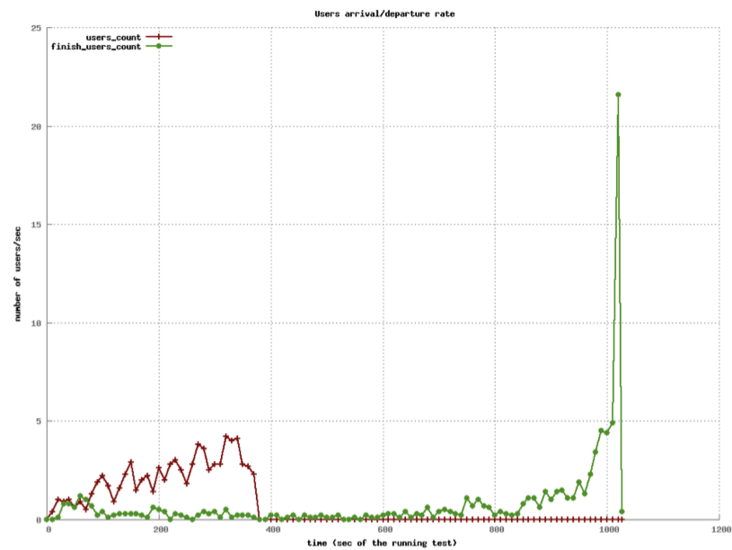 Users arrival/departure rate
users_count
finish_users_count
25
20
15
10
5
0
number of users/sec
0 200 400 600 800 1000 1200
time (sec of the running test)